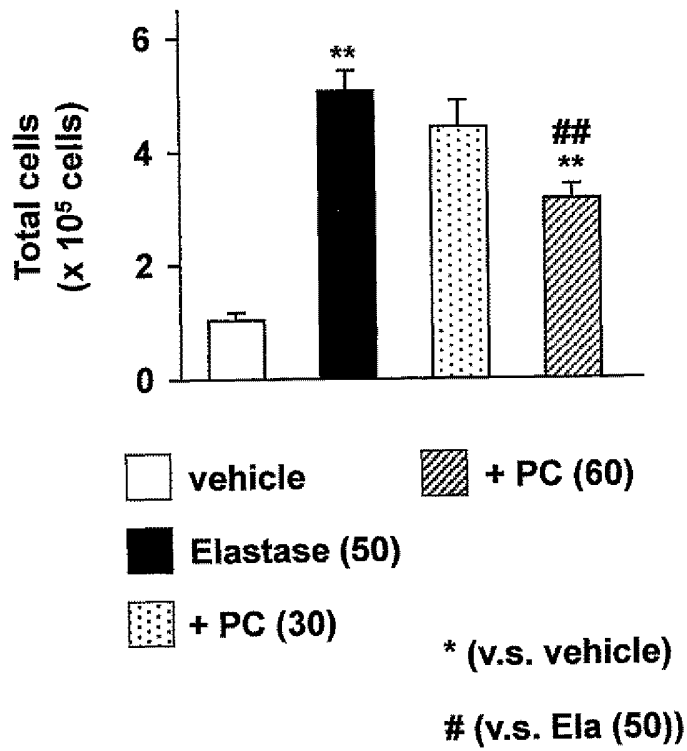 Total cells
(x 10⁵ cells)
6
4
2
0
**
##
**
vehicle
+ PC (60)
Elastase (50)
+ PC (30)
* (v.s. vehicle)
# (v.s. Ela (50))